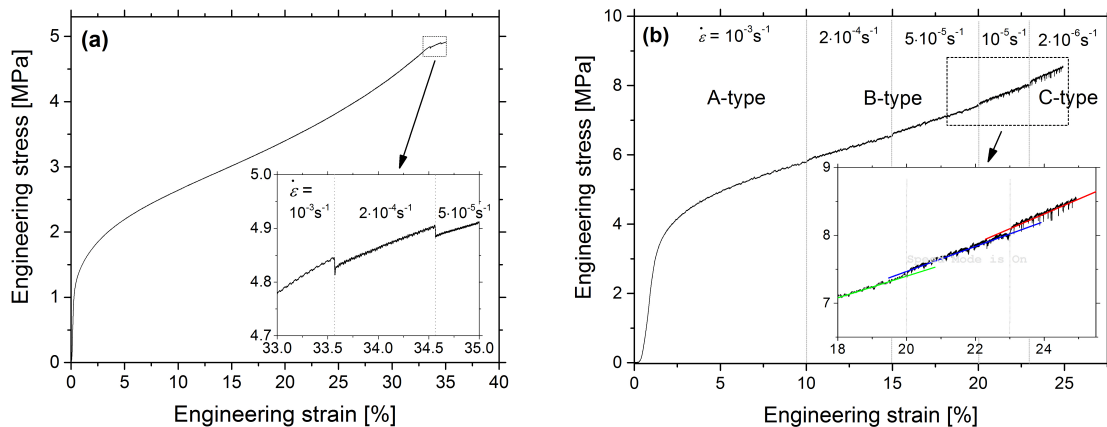 (a)
Engineering stress [MPa]
5
4
3
2
1
0
0 5 10 15 20 25 30 35 40
Engineering strain [%]
5.0
4.9
4.8
4.7
ε̇ =
10⁻³s⁻¹ 2·10⁻⁴s⁻¹ 5·10⁻⁵s⁻¹
33.0 33.5 34.0 34.5 35.0
(b)
ε̇ = 10⁻³s⁻¹ 2·10⁻⁴s⁻¹ 5·10⁻⁵s⁻¹ 10⁻⁵s⁻¹ 2·10⁻⁶s⁻¹
Engineering stress [MPa]
10
8
6
4
2
0
A-type B-type C-type
0 5 10 15 20 25
Engineering strain [%]
9
8
7
Speed Mode is On
18 20 22 24